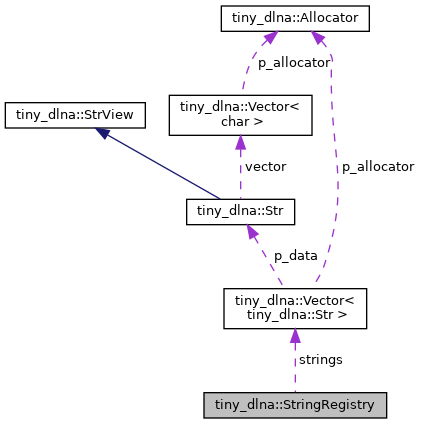 tiny_dlna::Allocator
p_allocator
tiny_dlna::Vector<
char >
tiny_dlna::StrView
vector
p_allocator
tiny_dlna::Str
p_data
tiny_dlna::Vector<
tiny_dlna::Str >
strings
tiny_dlna::StringRegistry